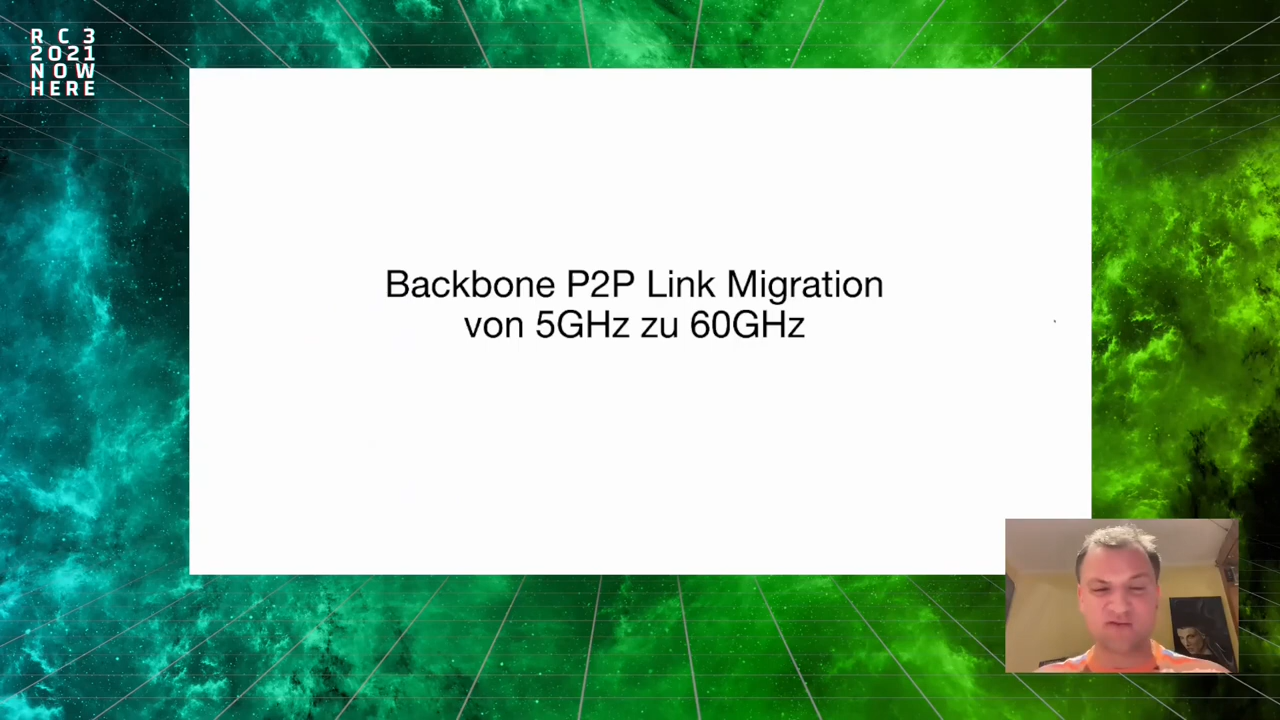 R C 3
2021
NOW
HERE
Backbone P2P Link Migration
von 5GHz zu 60GHz